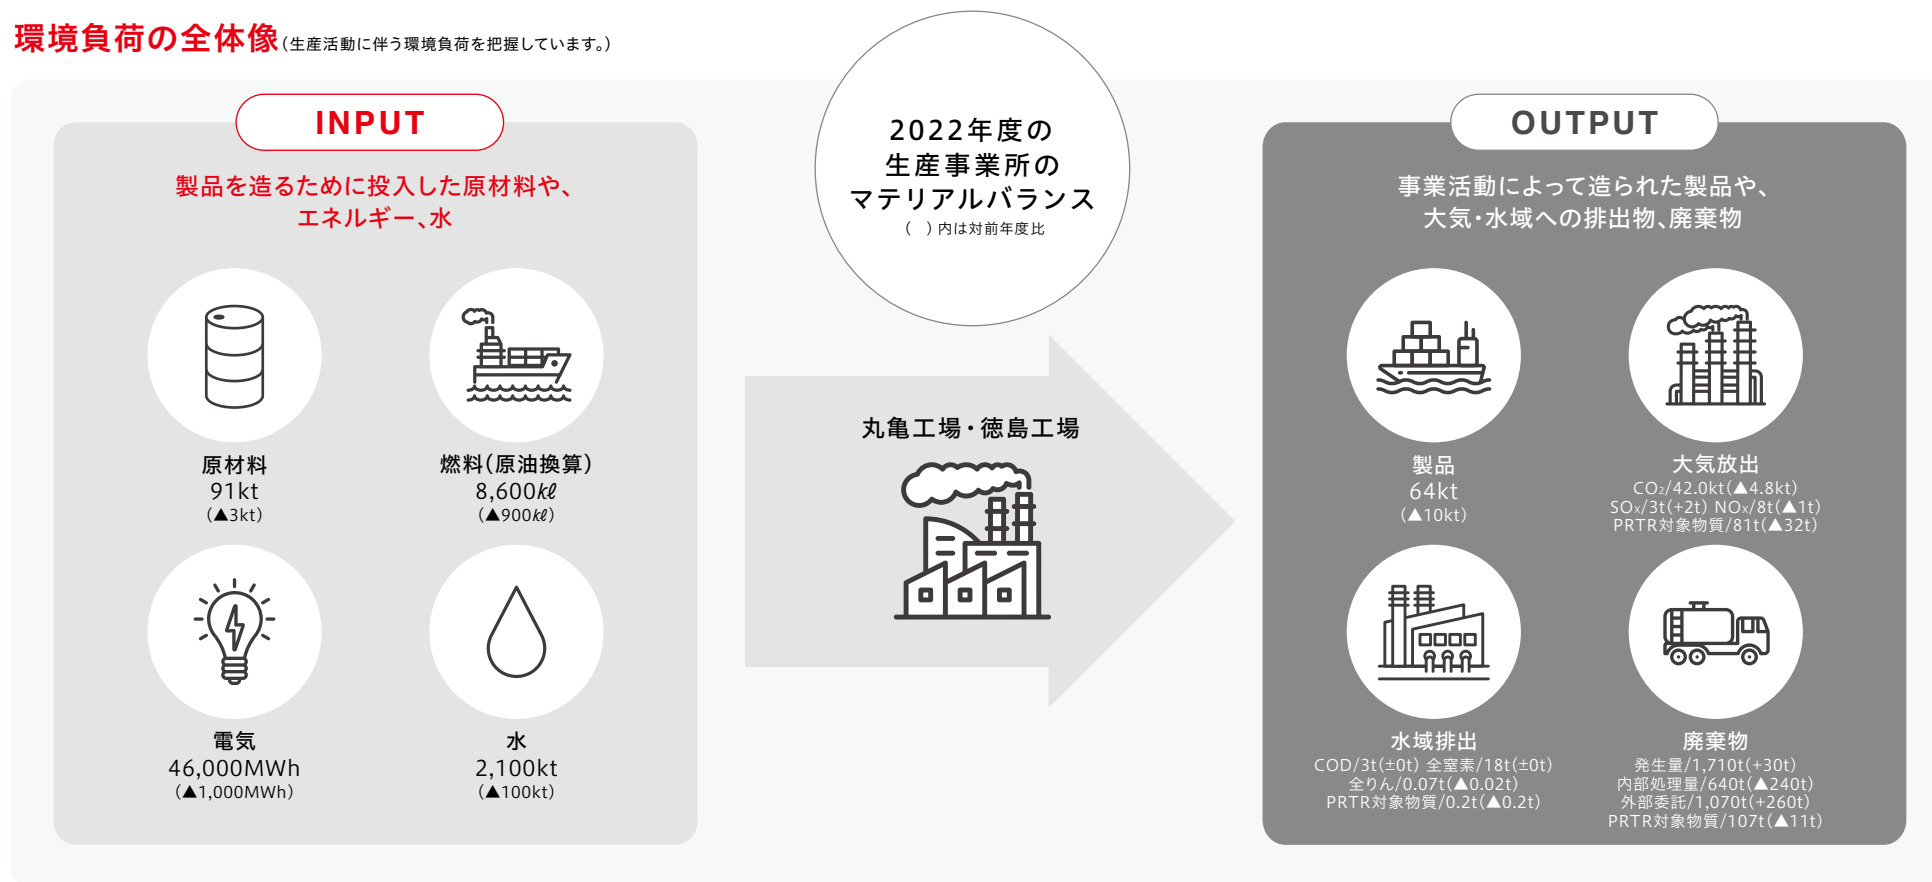 環境負荷の全体像(生産活動に伴う環境負荷を把握しています。)
INPUT
製品を造るために投入した原材料や、
エネルギー、水
原材料
91kt
(▲3kt)
燃料(原油換算)
8,600㎘
(▲900㎘)
電気
46,000MWh
(▲1,000MWh)
水
2,100kt
(▲100kt)
2022年度の
生産事業所の
マテリアルバランス
(　)内は対前年度比
丸亀工場・徳島工場
OUTPUT
事業活動によって造られた製品や、
大気・水域への排出物、廃棄物
製品
64kt
(▲10kt)
大気放出
CO₂/42.0kt(▲4.8kt)
SOx/3t(+2t) NOx/8t(▲1t)
PRTR対象物質/81t(▲32t)
水域排出
COD/3t(±0t) 全窒素/18t(±0t)
全りん/0.07t(▲0.02t)
PRTR対象物質/0.2t(▲0.2t)
廃棄物
発生量/1,710t(+30t)
内部処理量/640t(▲240t)
外部委託/1,070t(+260t)
PRTR対象物質/107t(▲11t)